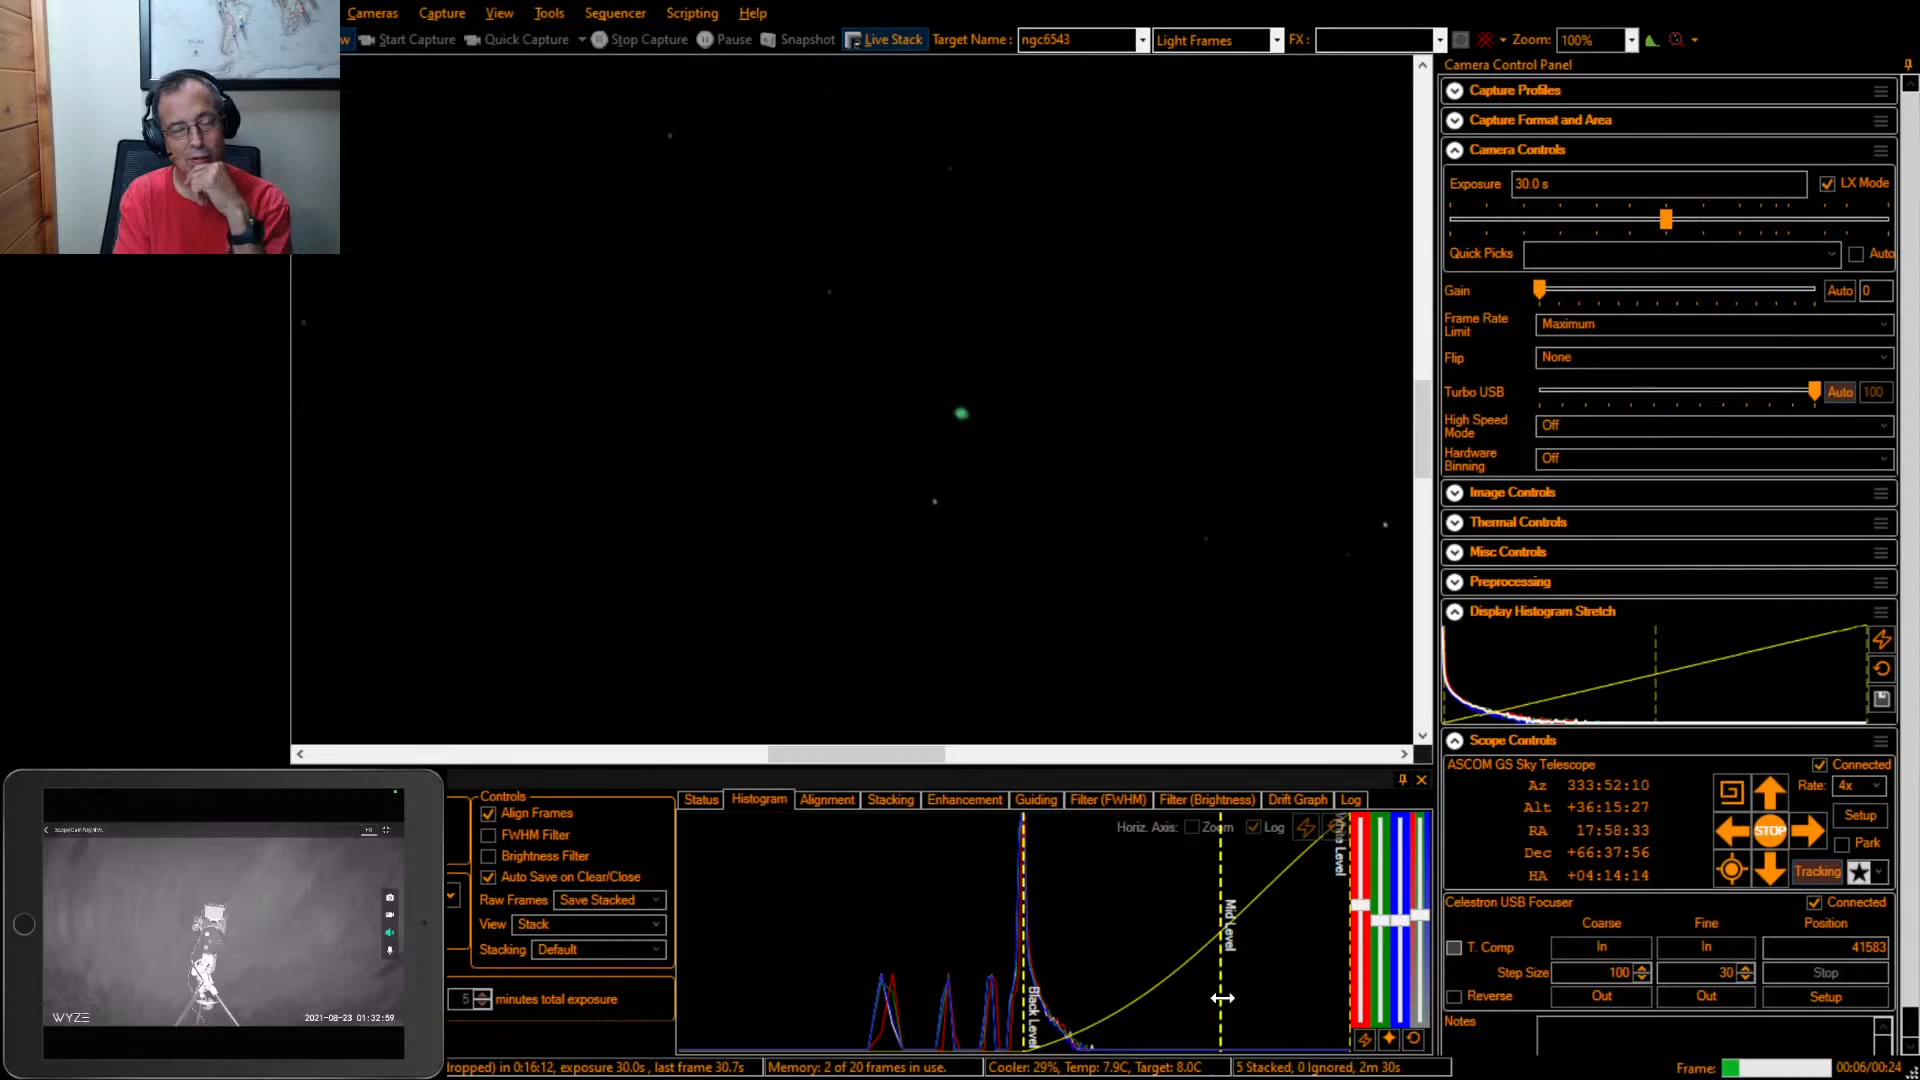 Cameras Capture View Tools Sequencer Scripting Help
w Start Capture Quick Capture Stop Capture Pause Snapshot Live Stack Target Name : ngc6543 Light Frames FX : Zoom: 100%
Camera Control Panel
Capture Profiles
Capture Format and Area
Camera Controls
Exposure 30.0 s LX Mode
Quick Picks Auto
Gain Auto 0
Frame Rate Limit Maximum
Flip None
Turbo USB Auto 100
High Speed Mode Off
Hardware Binning Off
Image Controls
Thermal Controls
Misc Controls
Preprocessing
Display Histogram Stretch
Scope Controls
ASCOM GS Sky Telescope Connected
Az 333:52:10 Rate: 4x
Alt +36:15:27 Setup
RA 17:58:33 STOP
Dec +66:37:56 Park
HA +04:14:14 Tracking
Celestron USB Focuser Connected
Coarse Fine Position
T. Comp In In 41583
Step Size 100 30 Stop
Reverse Out Out Setup
Notes
Controls
Align Frames
FWHM Filter
Brightness Filter
Auto Save on Clear/Close
Raw Frames Save Stacked
View Stack
Stacking Default
5 minutes total exposure
Status Histogram Alignment Stacking Enhancement Guiding Filter (FWHM) Filter (Brightness) Drift Graph Log
Horiz. Axis: Zoom Log
Black Level
Mid Level
White Level
WYZE 2021-08-23 01:32:59
ropped) in 0:16:12, exposure 30.0s , last frame 30.7s Memory: 2 of 20 frames in use. Cooler: 29%, Temp: 7.9C, Target: 8.0C 5 Stacked, 0 Ignored, 2m 30s Frame: 00:06/00:24